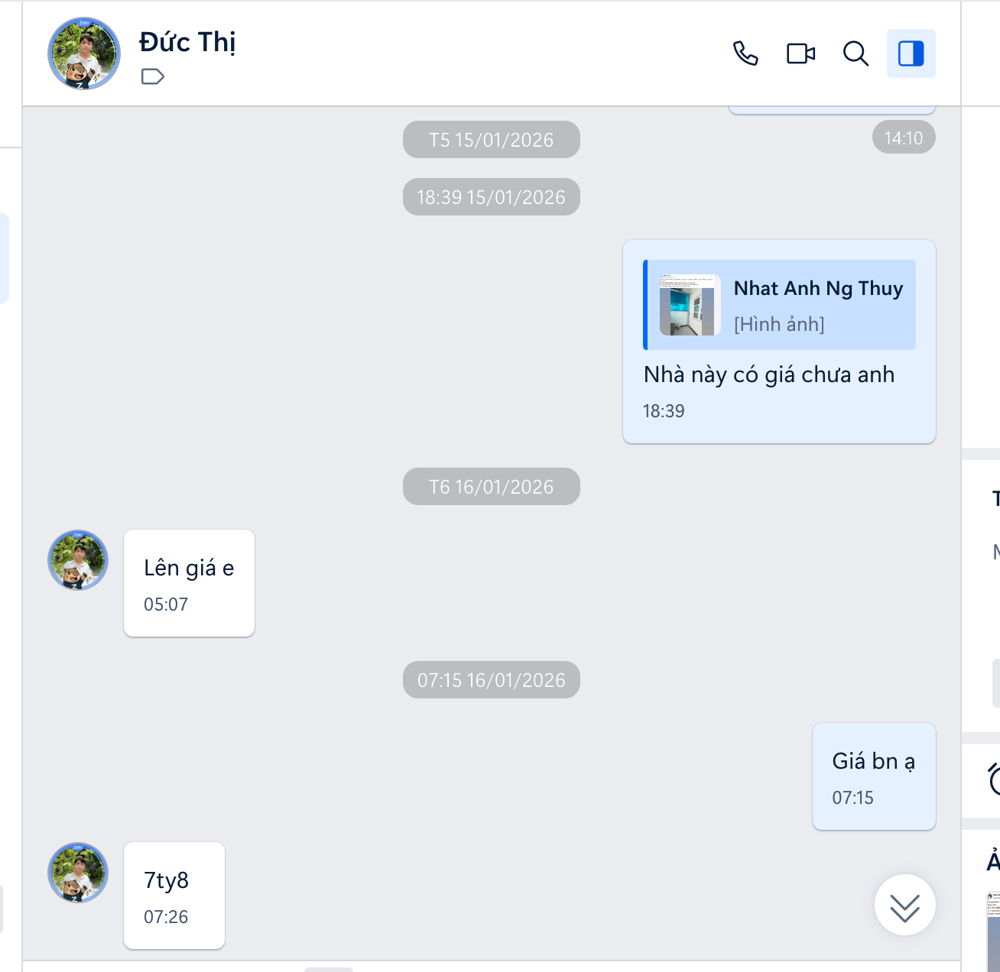 Đức Thị
T5 15/01/2026
14:10
18:39 15/01/2026
Nhat Anh Ng Thuy
[Hình ảnh]
Nhà này có giá chưa anh
18:39
T6 16/01/2026
Lên giá e
05:07
07:15 16/01/2026
Giá bn ạ
07:15
7ty8
07:26